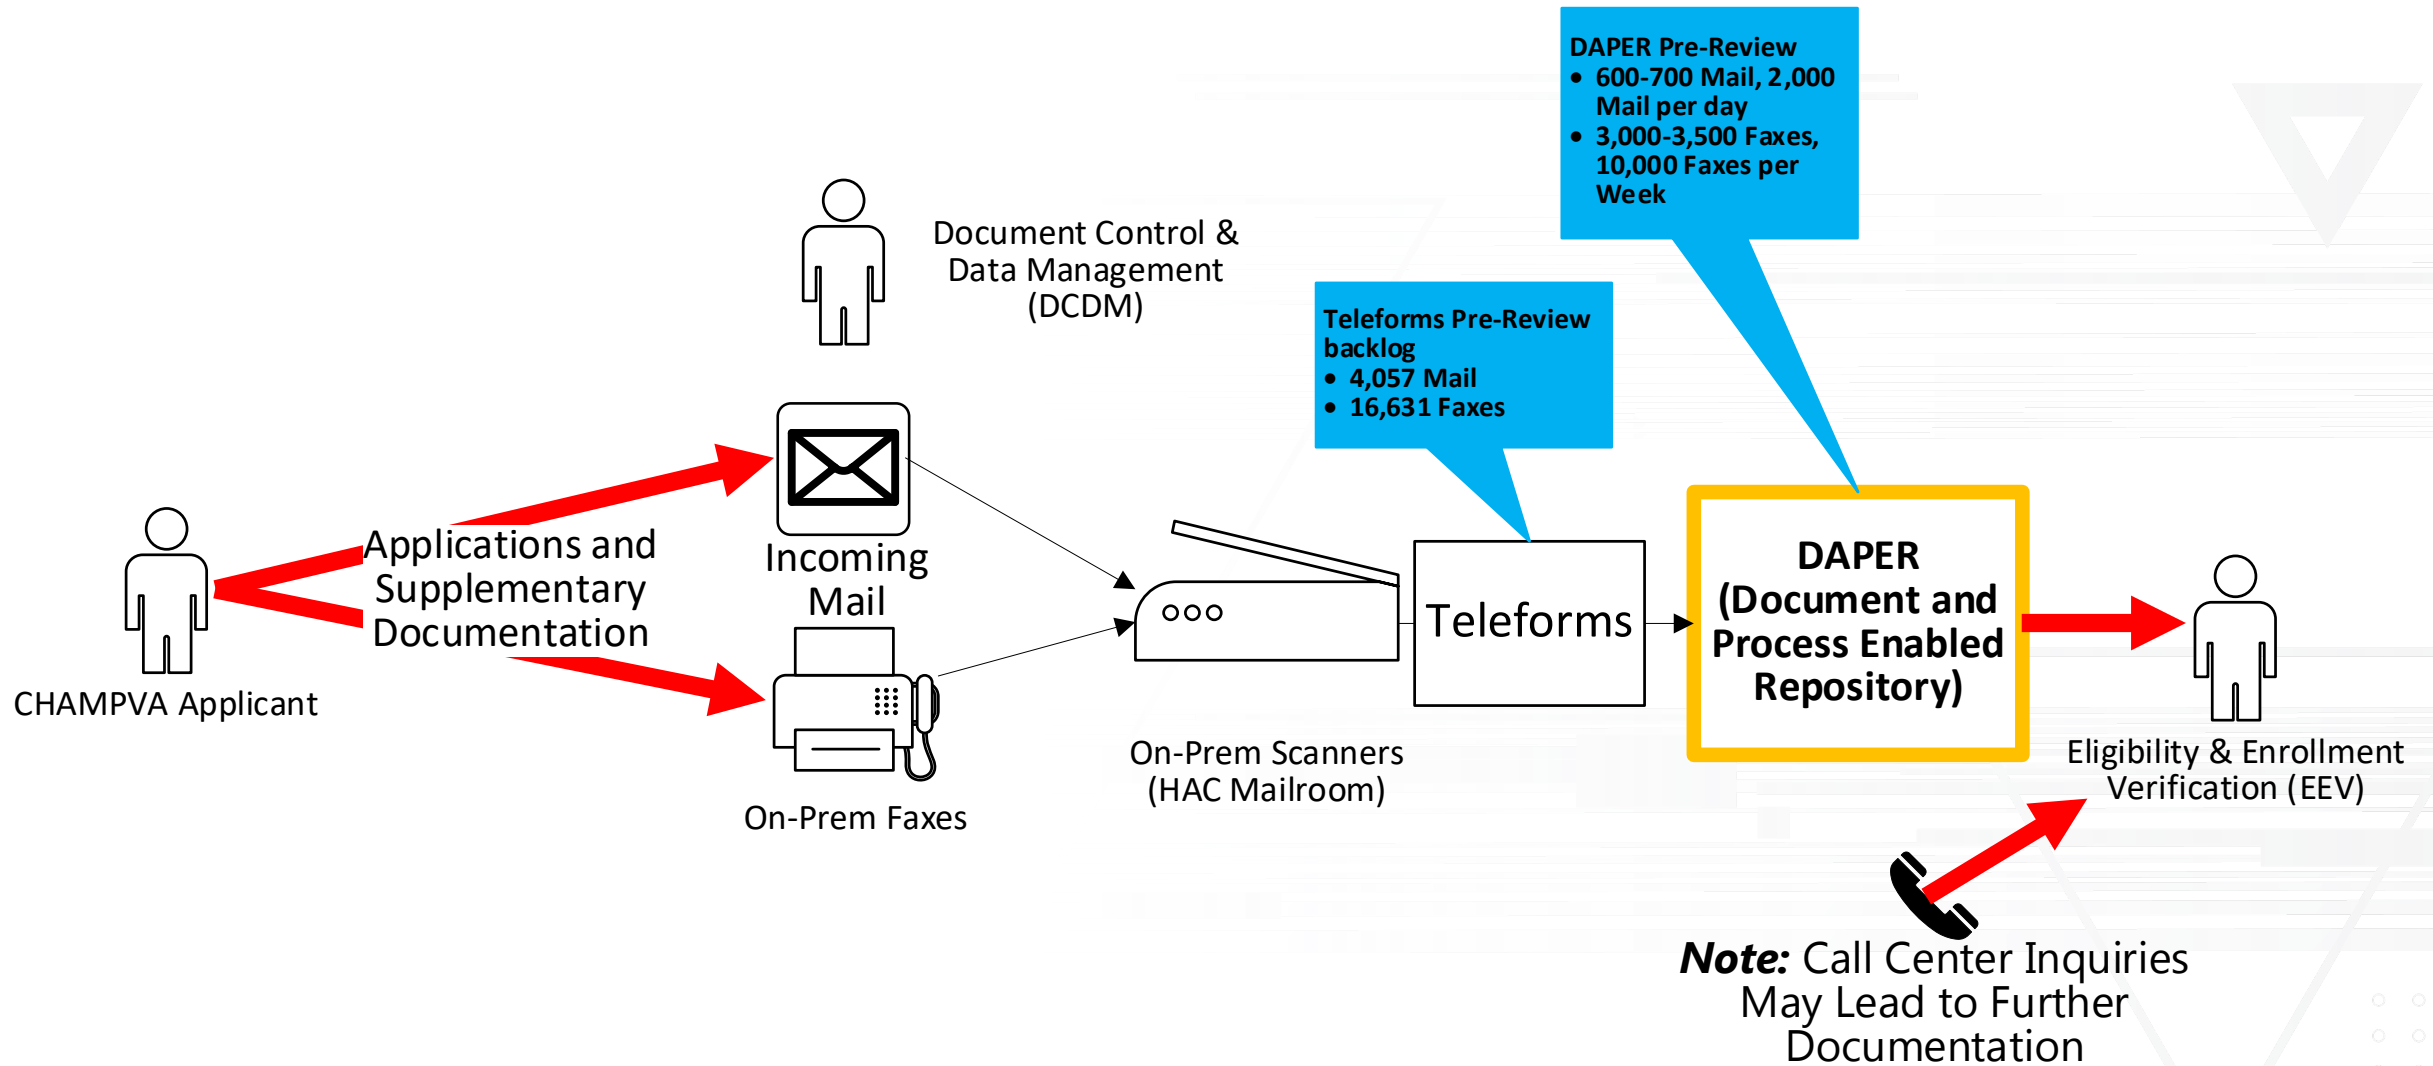 DAPER Pre-Review
• 600-700 Mail, 2,000
Mail per day
• 3,000-3,500 Faxes,
10,000 Faxes per
Week
Document Control &
Data Management
(DCDM)
Teleforms Pre-Review
backlog
• 4,057 Mail
• 16,631 Faxes
Applications and
Supplementary
Documentation
CHAMPVA Applicant
Incoming
Mail
On-Prem Faxes
On-Prem Scanners
(HAC Mailroom)
Teleforms
DAPER
(Document and
Process Enabled
Repository)
Eligibility & Enrollment
Verification (EEV)
Note: Call Center Inquiries
May Lead to Further
Documentation